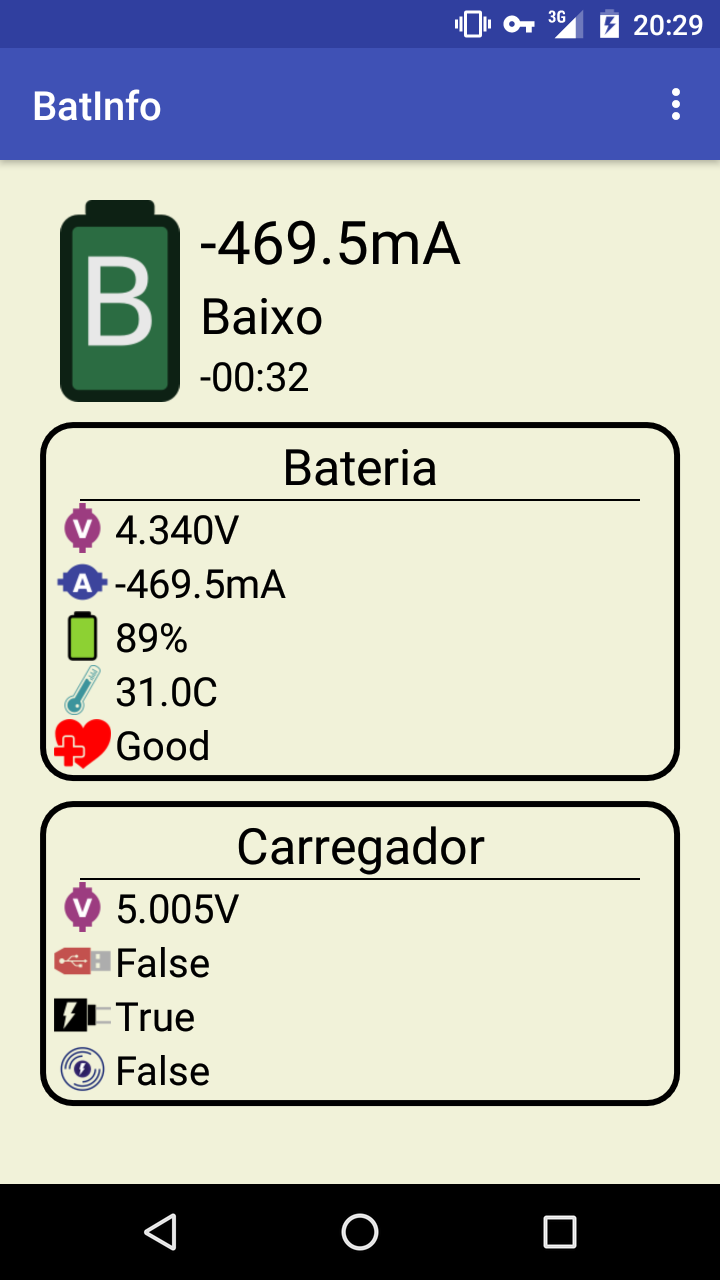 3G 20:29
BatInfo
B
-469.5mA
Baixo
-00:32
Bateria
V 4.340V
A -469.5mA
89%
31.0C
Good
Carregador
V 5.005V
False
True
False